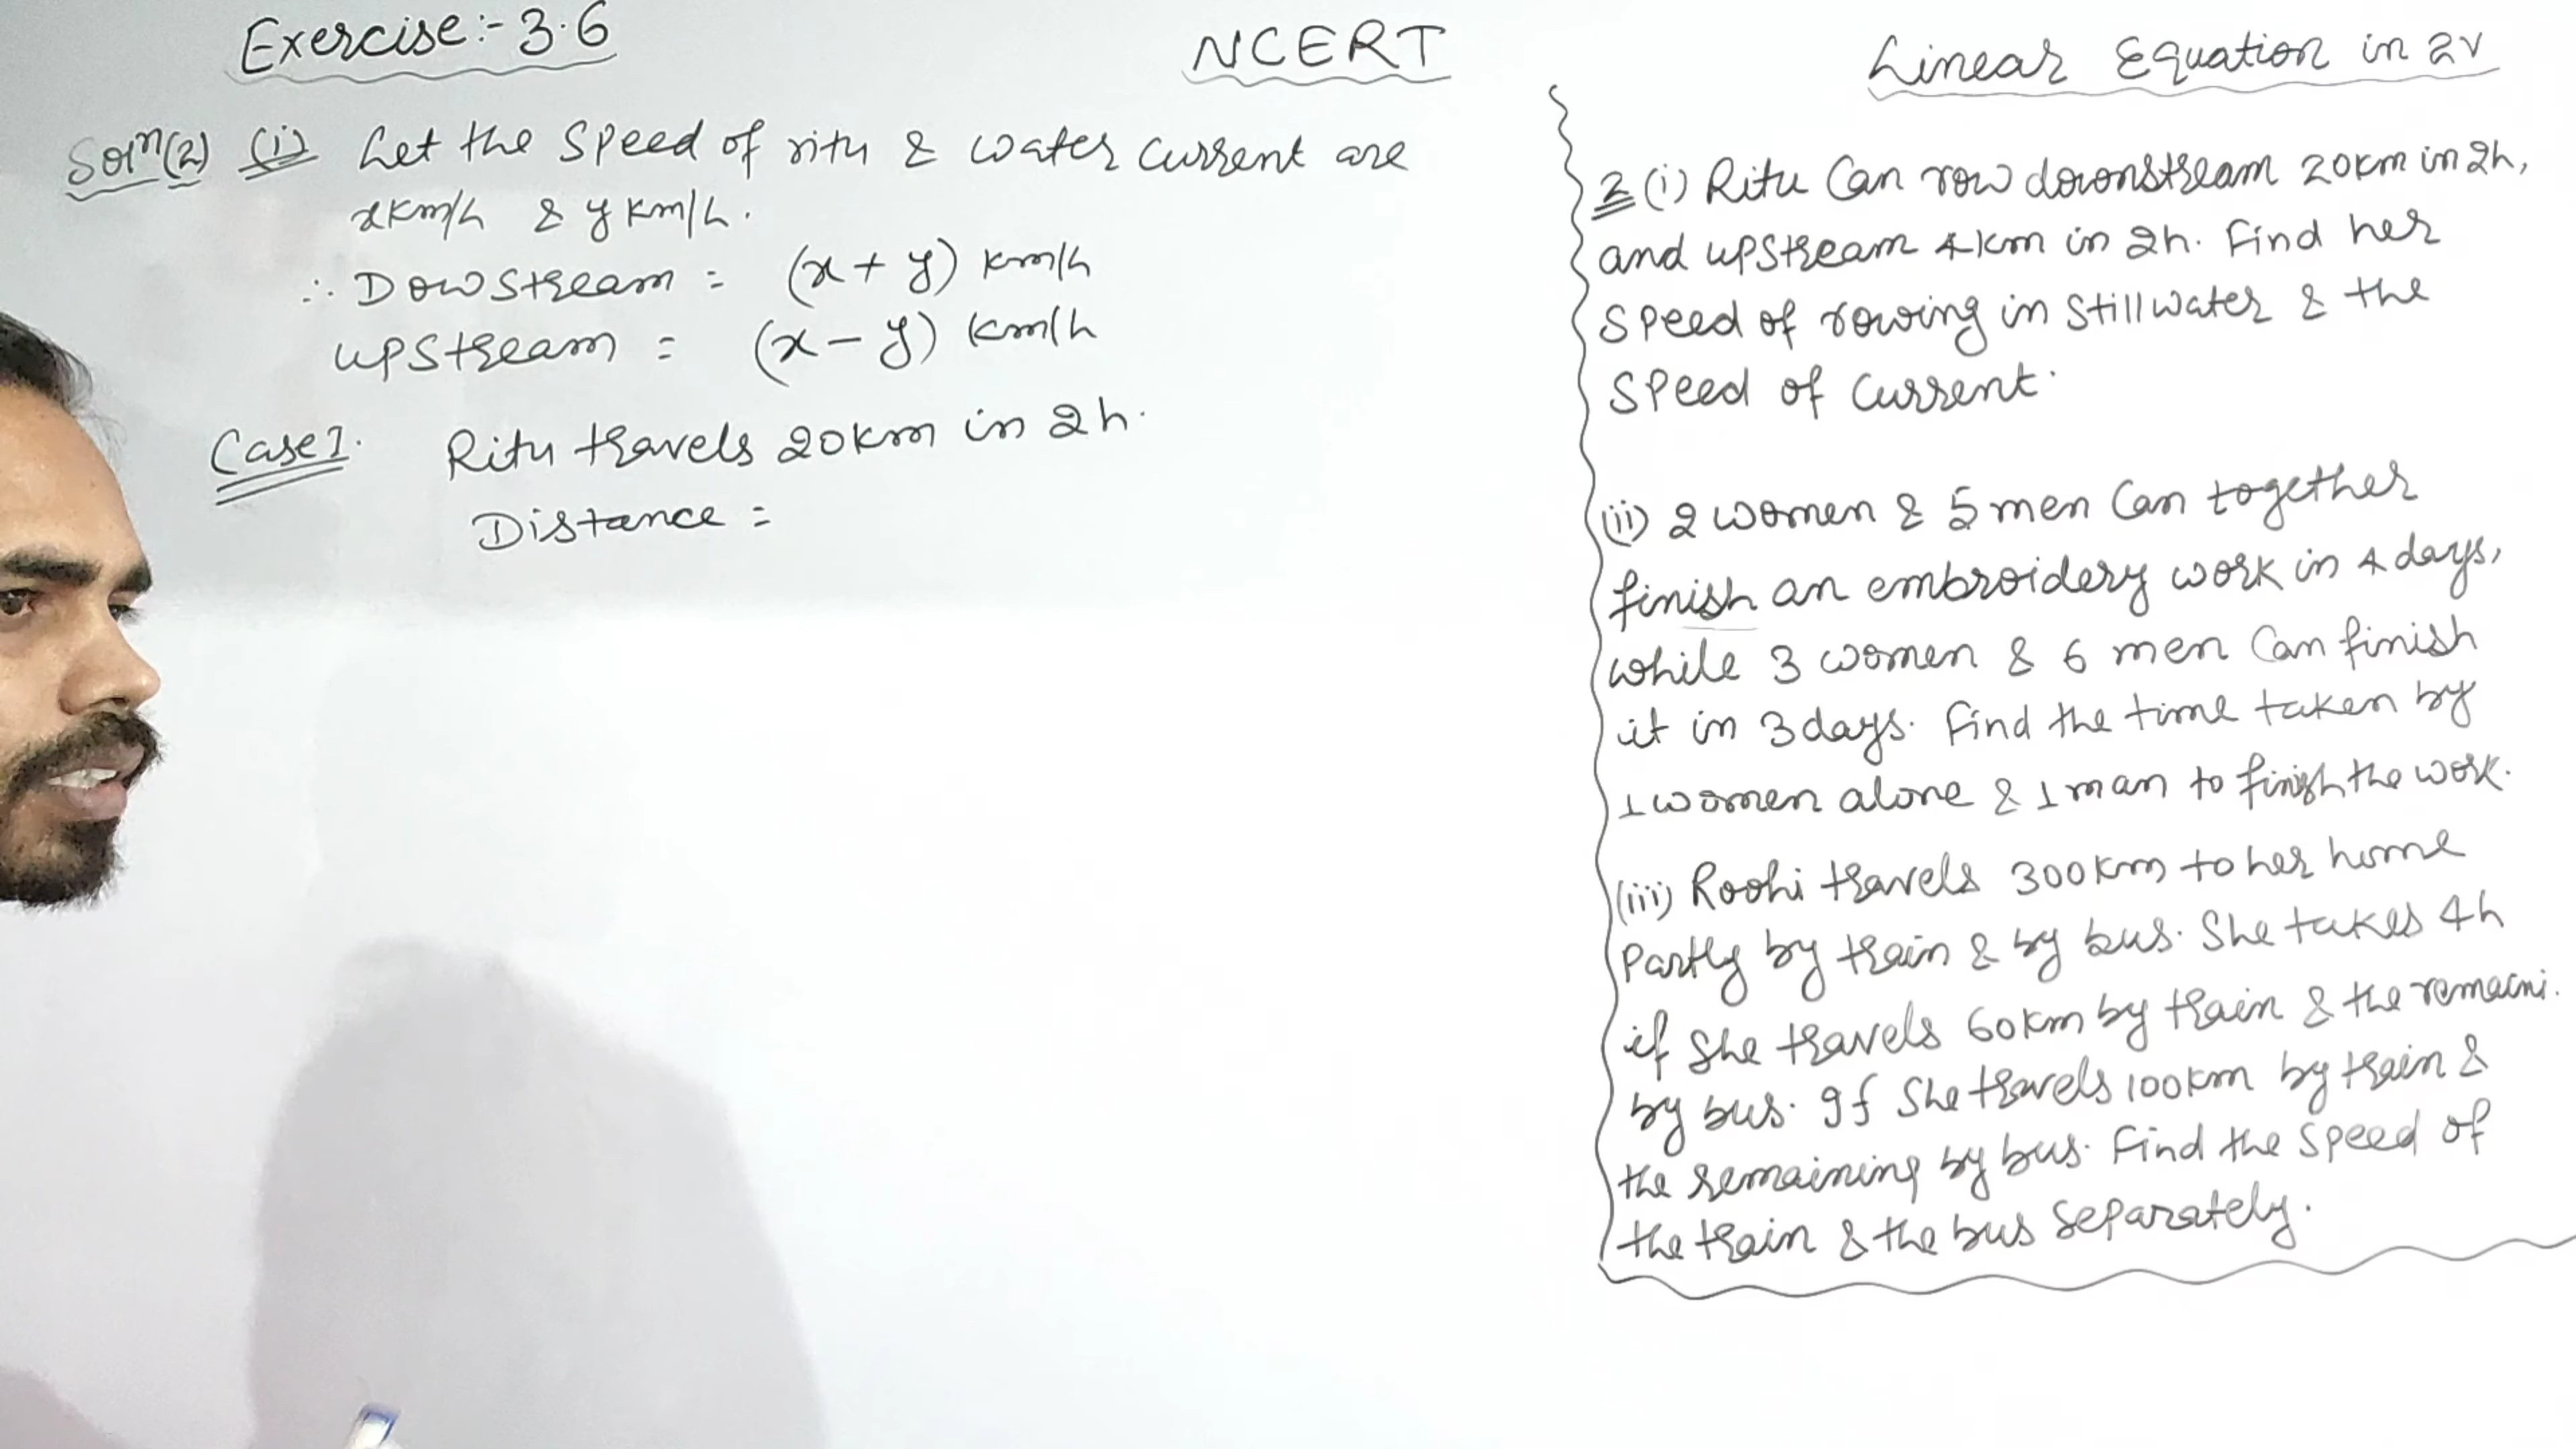 Exercise:- 3.6
NCERT
Linear Equation in 2V
Solⁿ(2) (i) Let the Speed of ritu & water current are
x km/h & y km/h.
∴ Dowstream = (x + y) km/h
upstream = (x - y) km/h
Case 1. Ritu travels 20km in 2h.
Distance =
2 (i) Ritu Can row downstream 20km in 2h,
and upstream 4km in 2h. Find her
Speed of rowing in Still water & the
Speed of Current.
(ii) 2 women & 5 men Can together
finish an embroidery work in 4 days,
while 3 women & 6 men Can finish
it in 3 days. Find the time taken by
1 women alone & 1 man to finish the work.
(iii) Roohi travels 300km to her home
Partly by train & by bus. She takes 4h
if She travels 60km by train & the remaini.
by bus. If She travels 100km by train &
the remaining by bus. Find the Speed of
the train & the bus Separately.